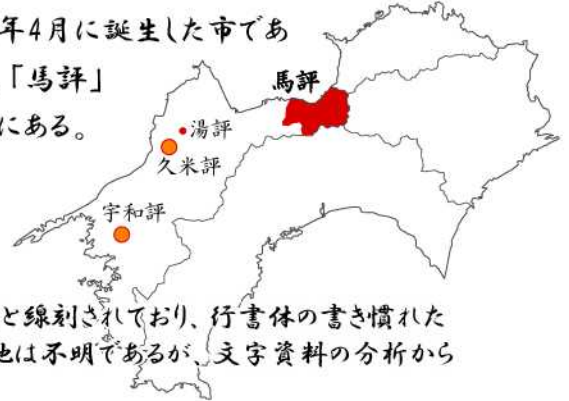 年4月に誕生した市であ
「馬評」
にある。
馬評
湯評
久米評
宇和評
と線刻されており、行書体の書き慣れた
地は不明であるが、文字資料の分析から